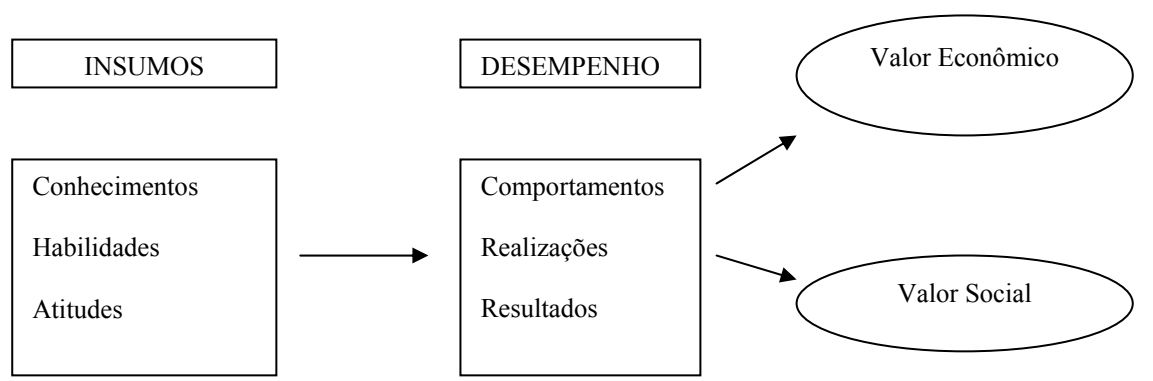 INSUMOS
DESEMPENHO
Valor Econômico
Conhecimentos
Habilidades
Atitudes
Comportamentos
Realizações
Resultados
Valor Social